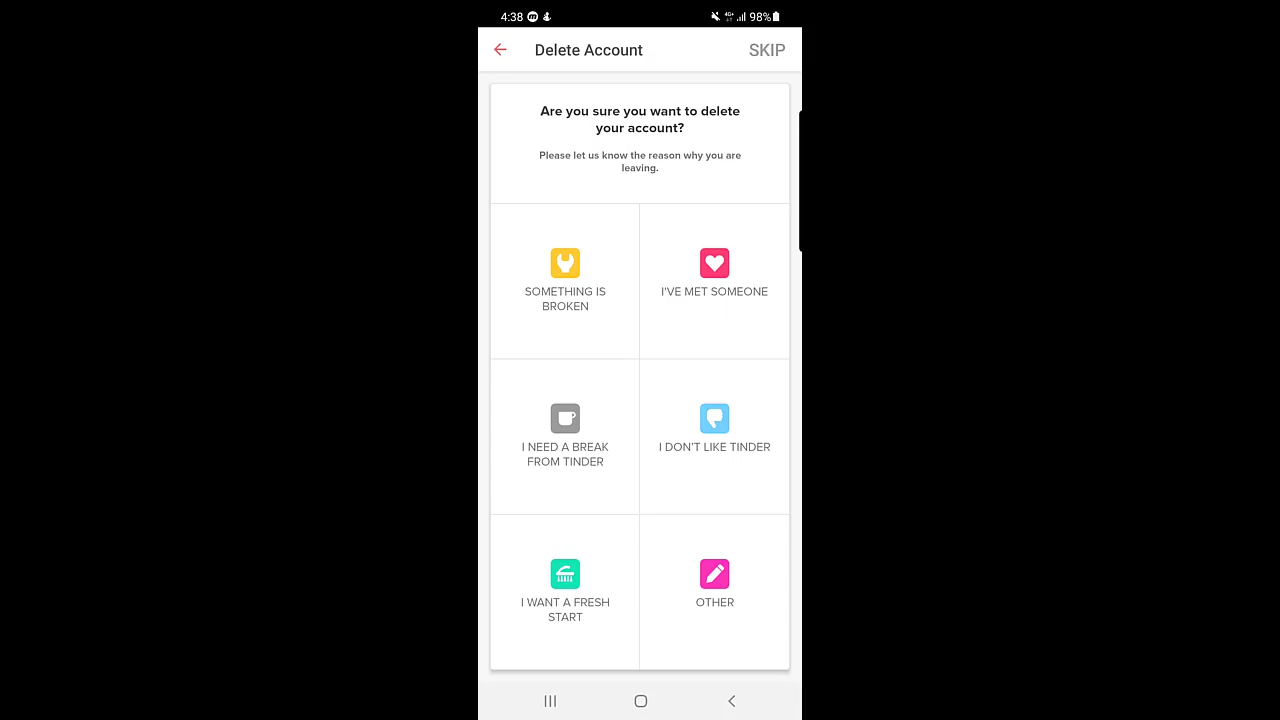 4:38 98%
Delete Account SKIP
Are you sure you want to delete
your account?
Please let us know the reason why you are
leaving.
SOMETHING IS
BROKEN
I'VE MET SOMEONE
I NEED A BREAK
FROM TINDER
I DON'T LIKE TINDER
I WANT A FRESH
START
OTHER